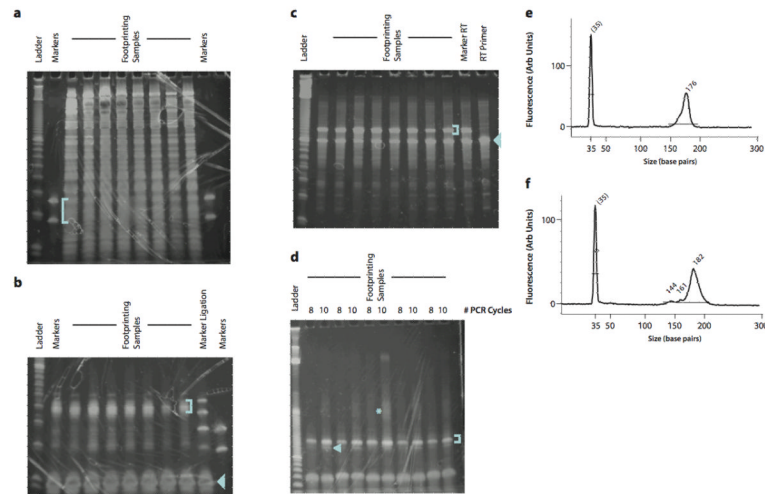 a
Ladder
Markers
Footprinting
Samples
Markers
b
Ladder
Markers
Footprinting
Samples
Marker Ligation
Markers
c
Ladder
Footprinting
Samples
Marker RT
RT Primer
d
Ladder
Footprinting
Samples
8 10 8 10 8 10 8 10 8 10 # PCR Cycles
*
e
Fluorescence (Arb Units)
100
0
(35)
176
35 50 100 150 200 300
Size (base pairs)
f
Fluorescence (Arb Units)
100
0
(35)
144
161
182
35 50 100 150 200 300
Size (base pairs)